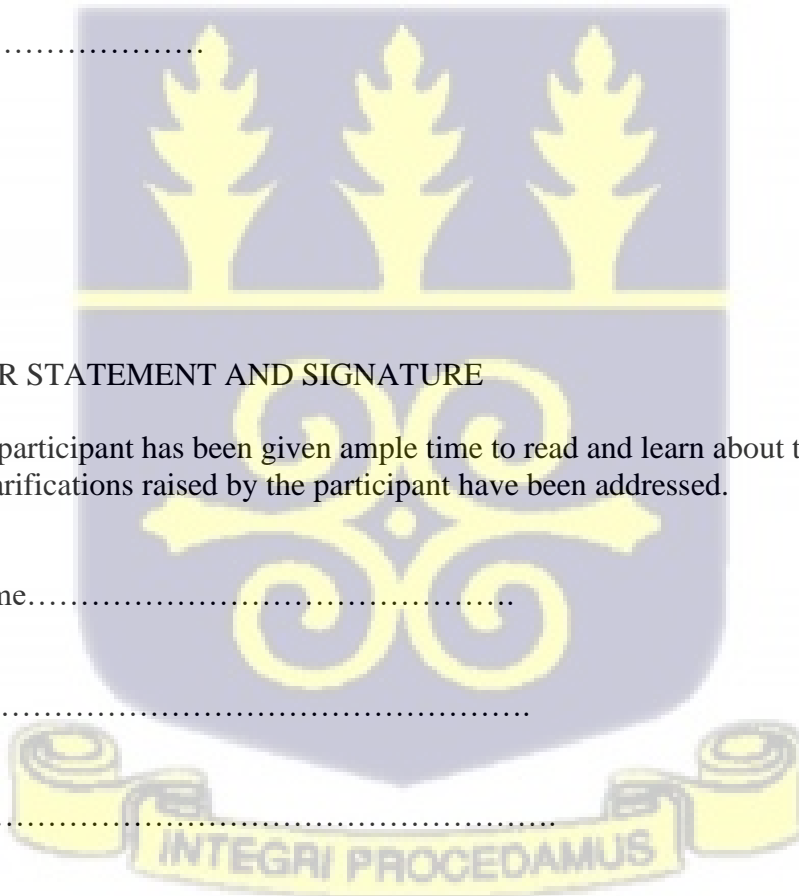 ………………….
R STATEMENT AND SIGNATURE
participant has been given ample time to read and learn about t
arifications raised by the participant have been addressed.
me……………………………………….
…………………………………………….
……………………………………………….
INTEGRI PROCEDAMUS